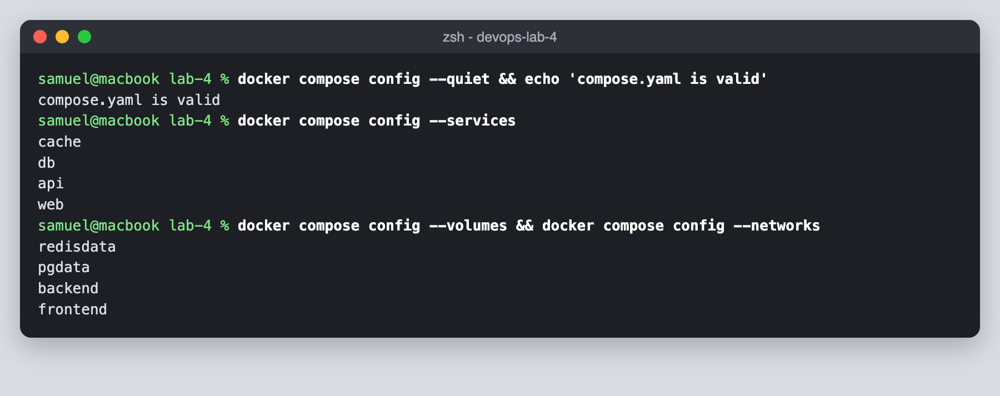 zsh - devops-lab-4
samuel@macbook lab-4 % docker compose config --quiet && echo 'compose.yaml is valid'
compose.yaml is valid
samuel@macbook lab-4 % docker compose config --services
cache
db
api
web
samuel@macbook lab-4 % docker compose config --volumes && docker compose config --networks
redisdata
pgdata
backend
frontend